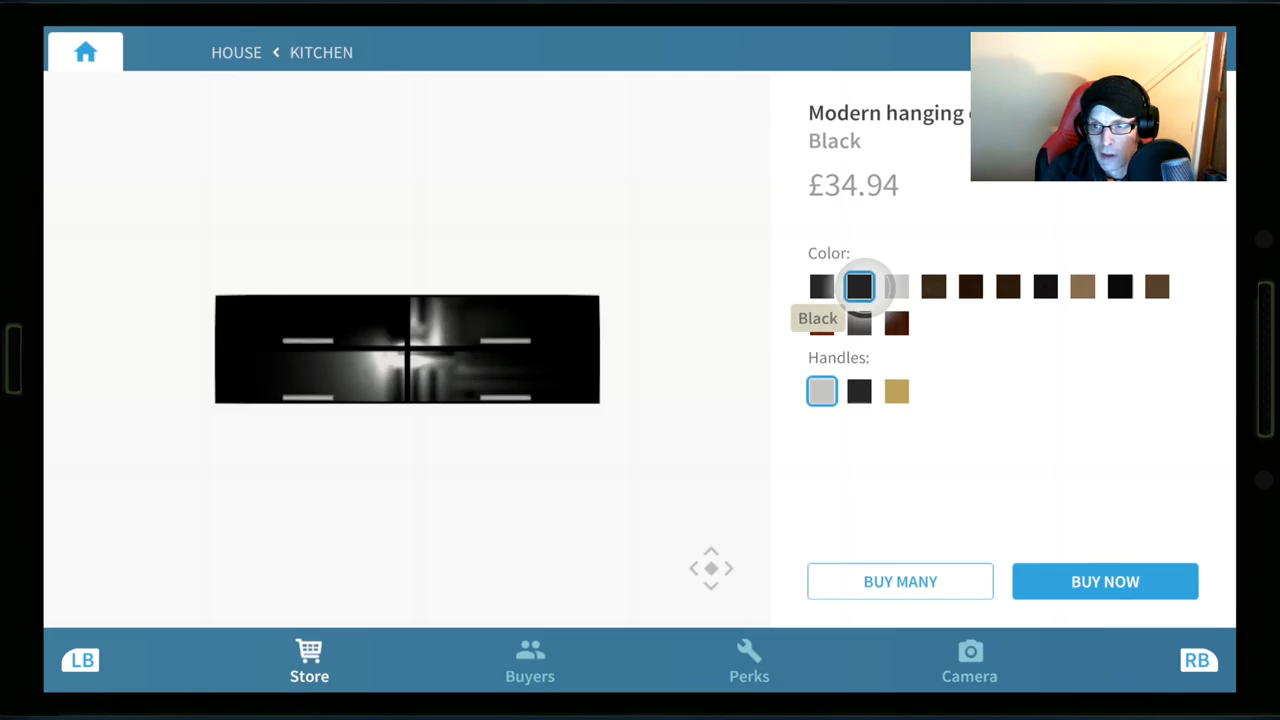 HOUSE < KITCHEN
Modern hanging
Black
£34.94
Color:
Black
Handles:
BUY MANY
BUY NOW
LB
Store
Buyers
Perks
Camera
RB